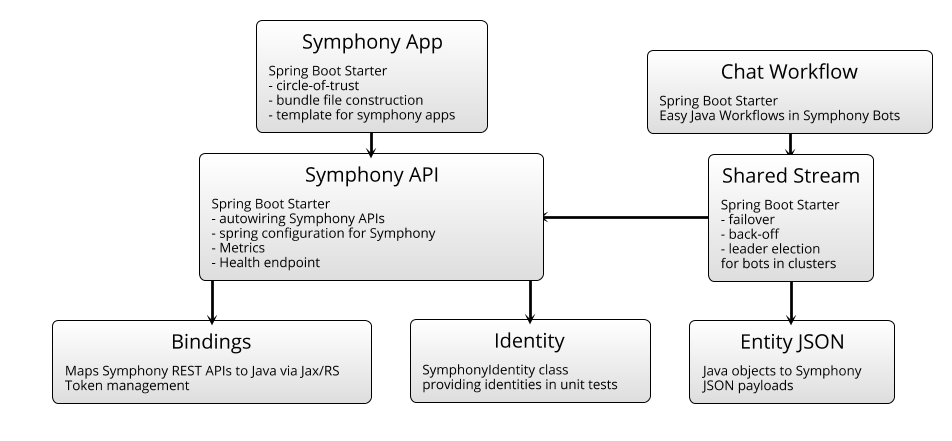 Symphony App
Spring Boot Starter
- circle-of-trust
- bundle file construction
- template for symphony apps
Chat Workflow
Spring Boot Starter
Easy Java Workflows in Symphony Bots
Symphony API
Spring Boot Starter
- autowiring Symphony APIs
- spring configuration for Symphony
- Metrics
- Health endpoint
Shared Stream
Spring Boot Starter
- failover
- back-off
- leader election
for bots in clusters
Bindings
Maps Symphony REST APIs to Java via Jax/RS
Token management
Identity
SymphonyIdentity class
providing identities in unit tests
Entity JSON
Java objects to Symphony
JSON payloads